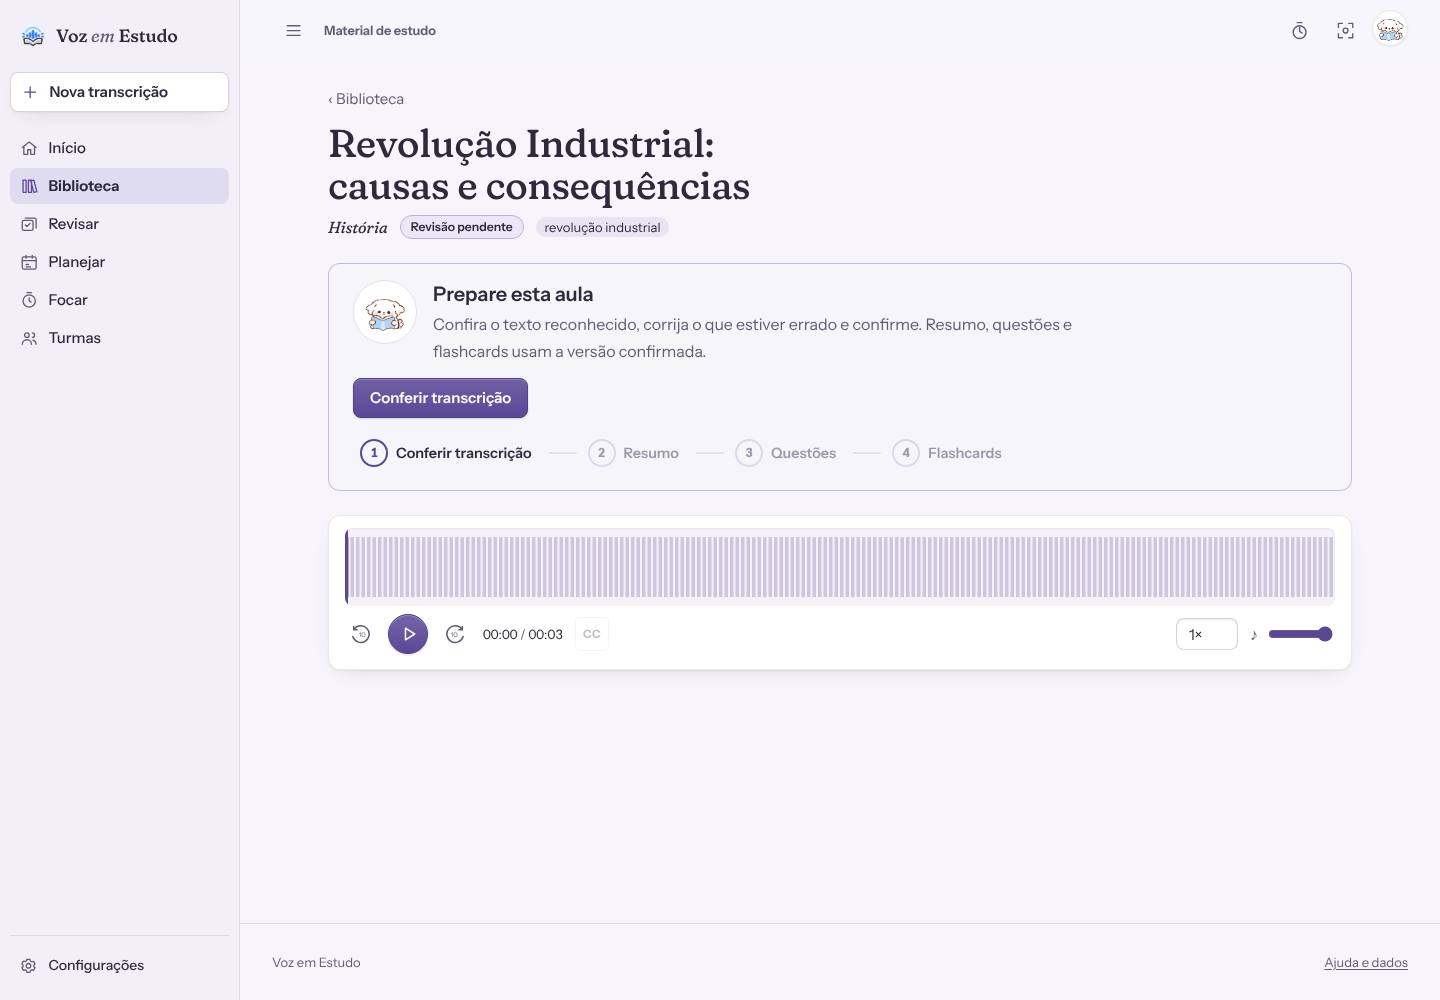 Voz em Estudo
Nova transcrição
Início
Biblioteca
Revisar
Planejar
Focar
Turmas
Configurações
Material de estudo
‹ Biblioteca
Revolução Industrial:
causas e consequências
História Revisão pendente revolução industrial
Prepare esta aula
Confira o texto reconhecido, corrija o que estiver errado e confirme. Resumo, questões e
flashcards usam a versão confirmada.
Conferir transcrição
1 Conferir transcrição 2 Resumo 3 Questões 4 Flashcards
10 10 00:00 / 00:03 CC 1× ♪
Voz em Estudo Ajuda e dados